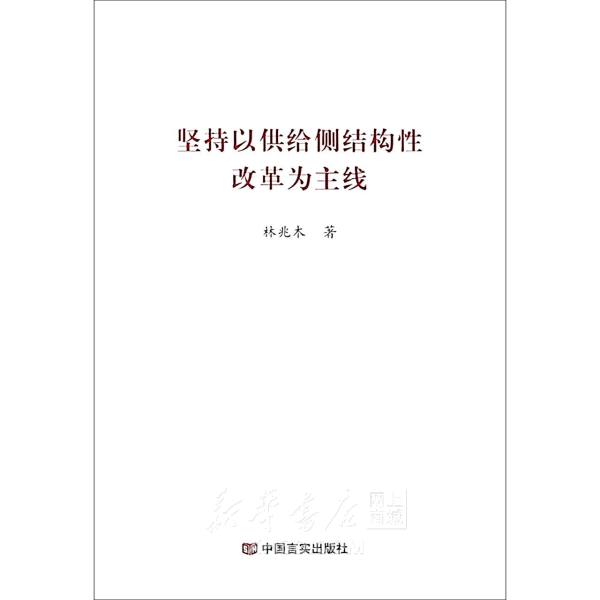 坚持以供给侧结构性
改革为主线
林兆木 著
新华书店
网上商城
中国言实出版社